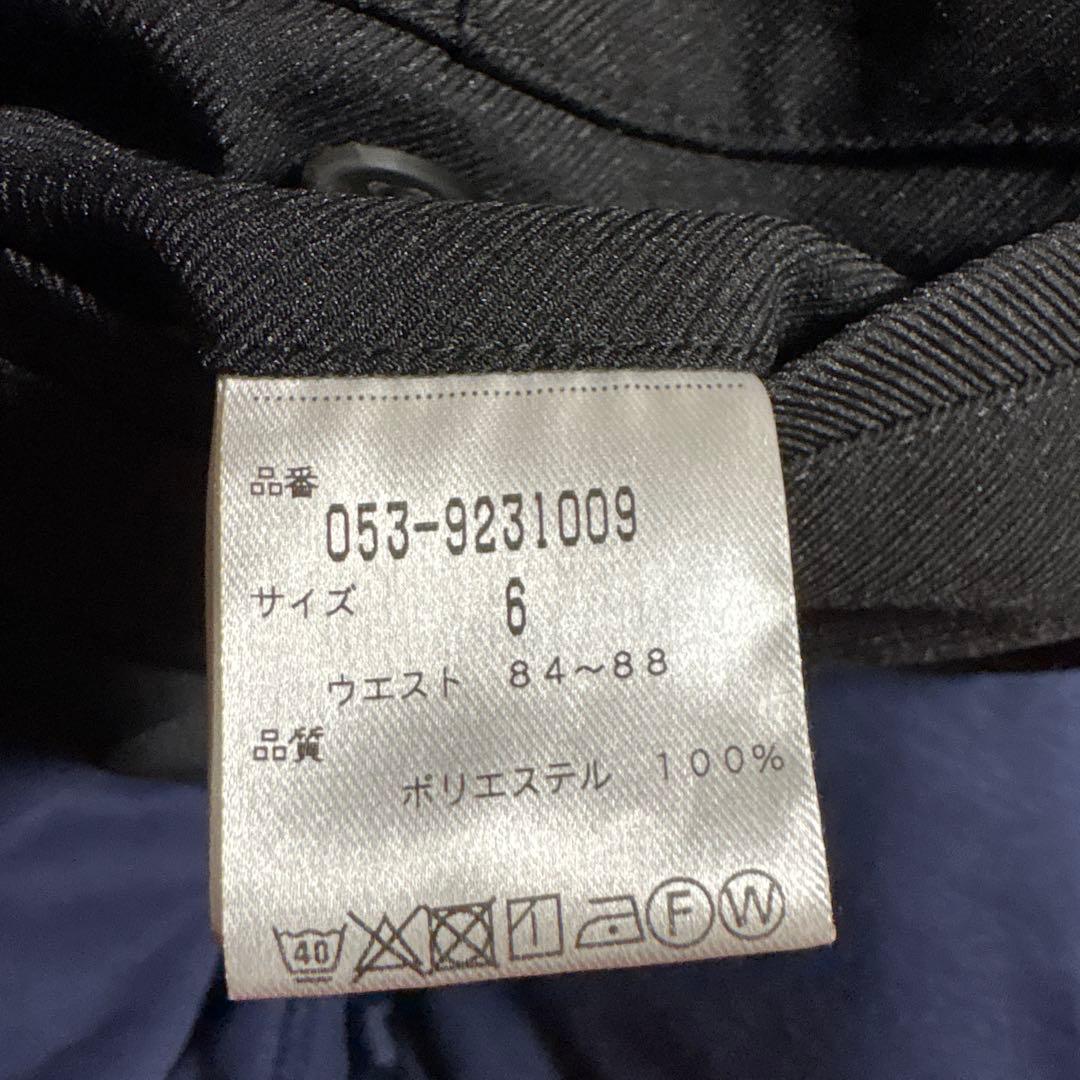 品番
053-9231009
サイズ 6
ウエスト 84～88
品質
ポリエステル 100%
40 F W